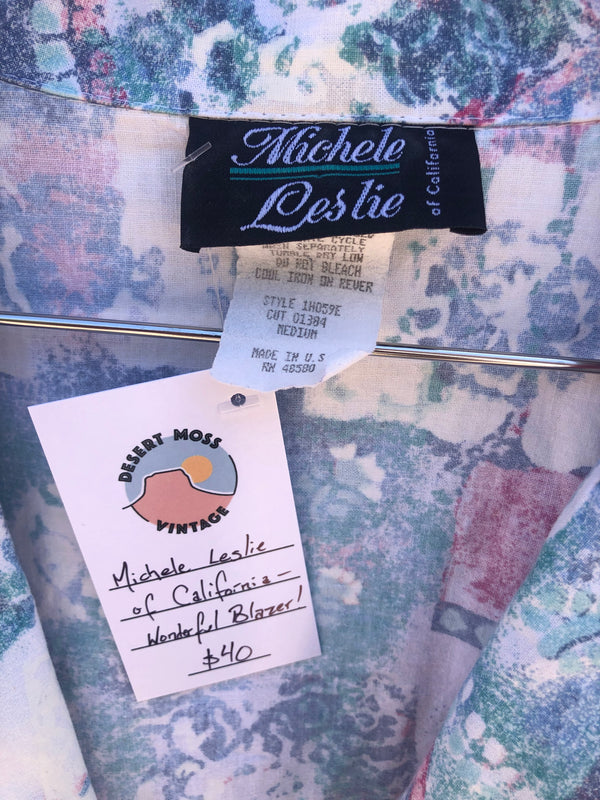 Michele
Leslie
of California
CYCLE
WASH SEPARATELY
TUMBLE DRY LOW
DO NOT BLEACH
COOL IRON ON REVER
STYLE 1H059E
CUT 01384
MEDIUM
MADE IN U.S
RN 48580
DESERT MOSS
VINTAGE
Michele Leslie
of California –
Wonderful Blazer!
$40